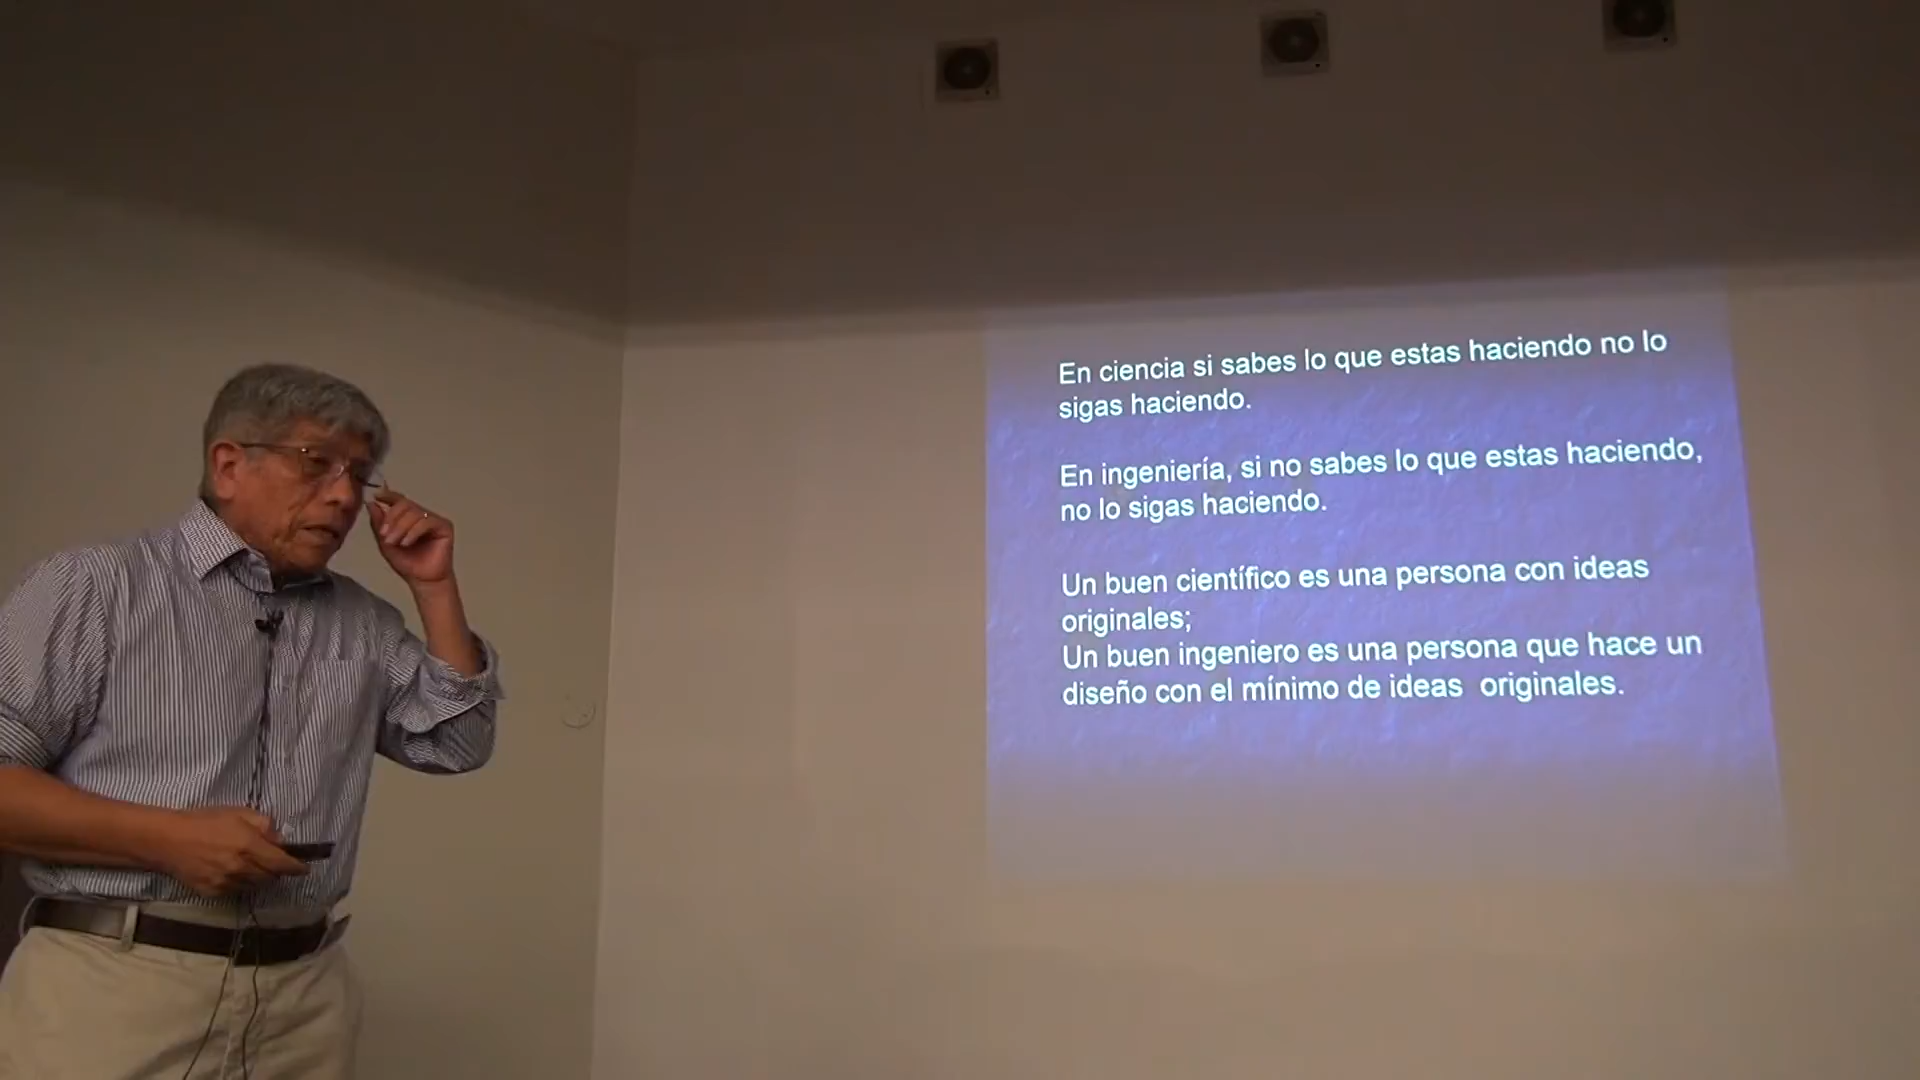 En ciencia si sabes lo que estas haciendo no lo
sigas haciendo.
En ingeniería, si no sabes lo que estas haciendo,
no lo sigas haciendo.
Un buen científico es una persona con ideas
originales;
Un buen ingeniero es una persona que hace un
diseño con el mínimo de ideas originales.